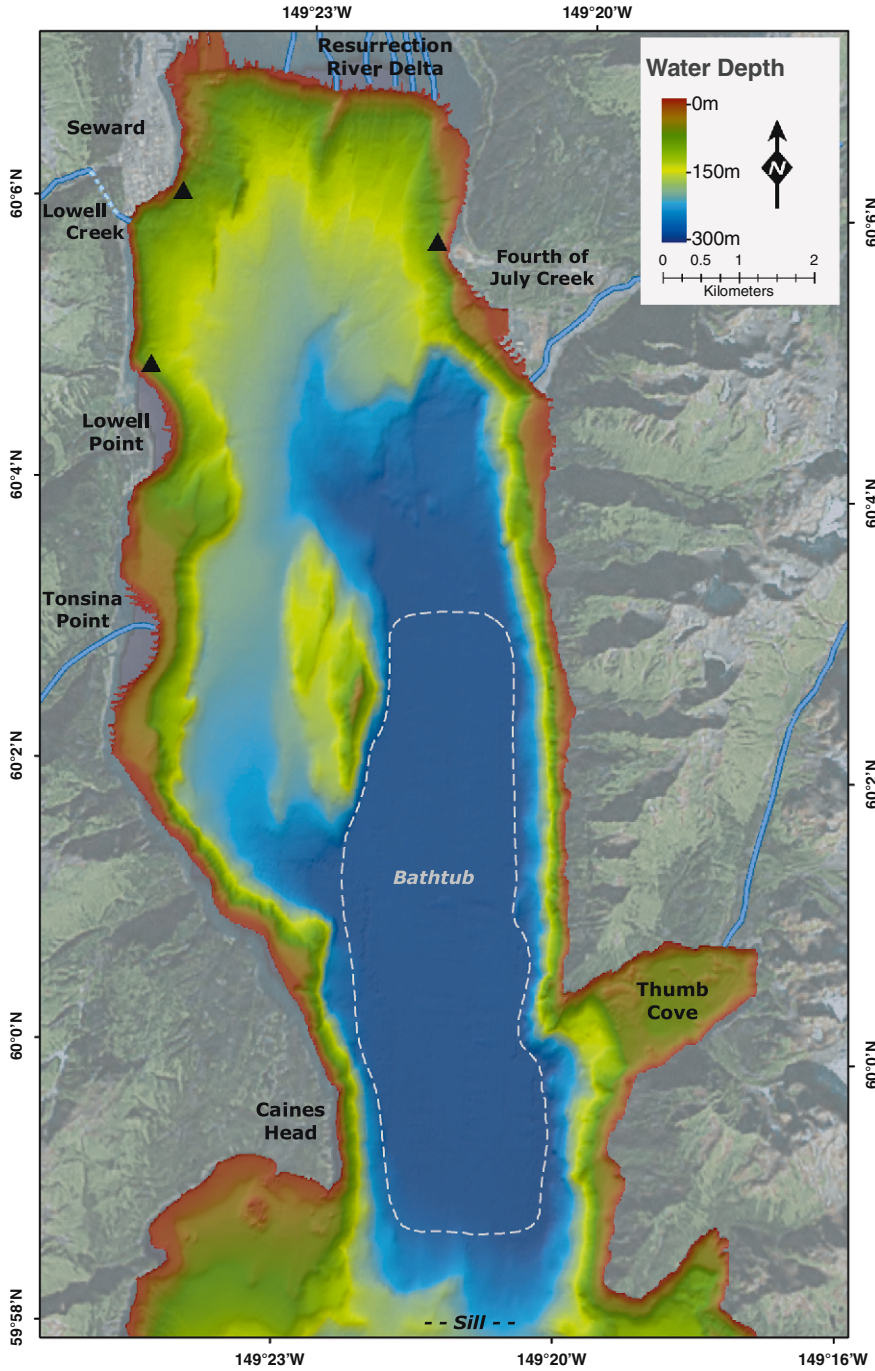 149°23'W
149°20'W
Resurrection
River Delta
Water Depth
-0m
-150m
-300m
N
0 0.5 1 2
Kilometers
Seward
60°6'N
60°6'N
Lowell
Creek
Fourth of
July Creek
Lowell
Point
60°4'N
60°4'N
Tonsina
Point
60°2'N
60°2'N
Bathtub
Thumb
Cove
60°0'N
60°0'N
Caines
Head
59°58'N
- - Sill - -
149°23'W
149°20'W
149°16'W